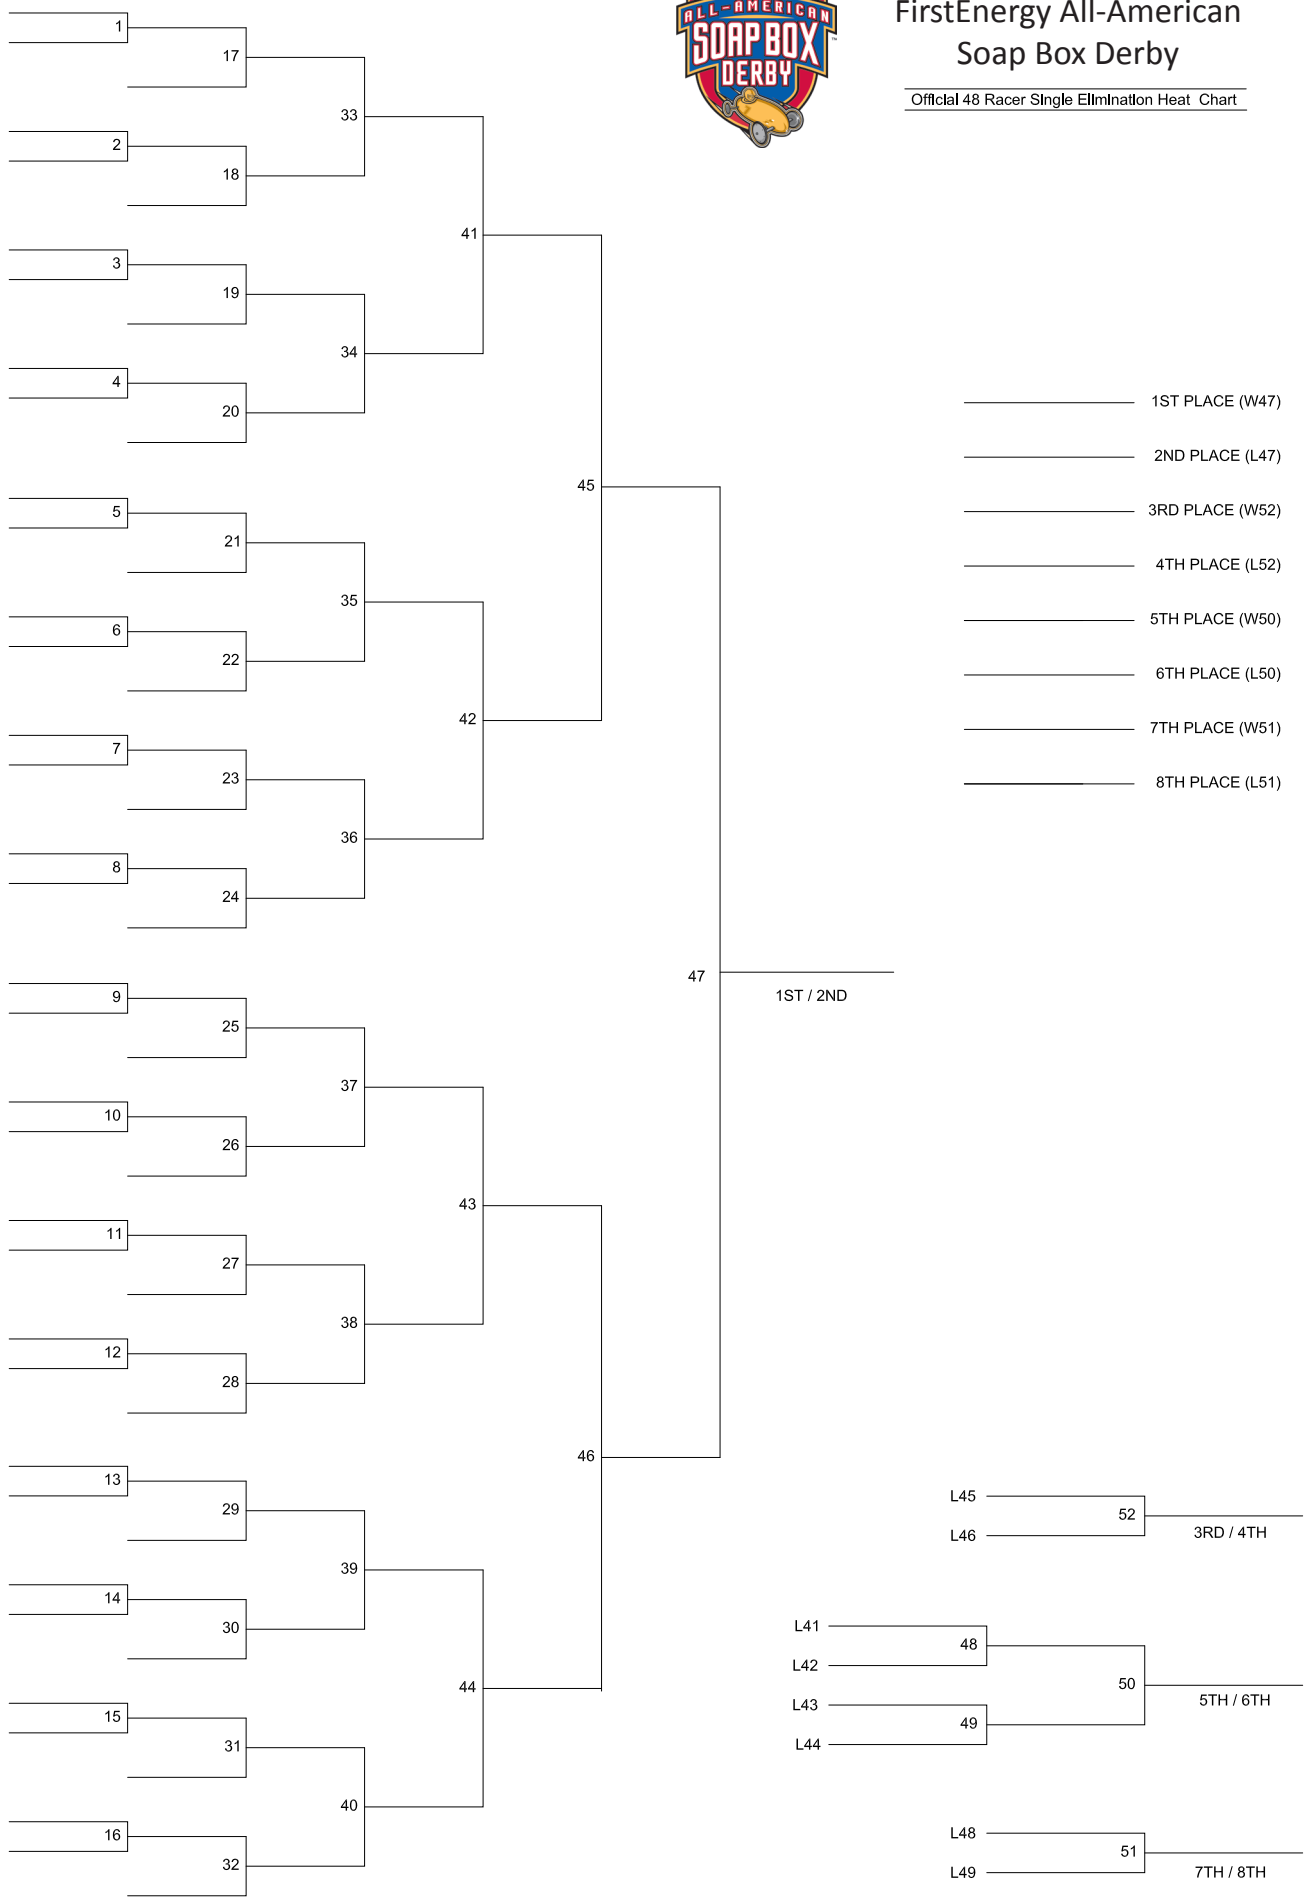 ALL-AMERICAN
SOAP BOX
DERBY
™
FirstEnergy All-American
Soap Box Derby
Official 48 Racer Single Elimination Heat Chart
1
17
33
2
18
41
3
19
34
4
20
45
5
21
35
6
22
42
7
23
36
8
24
47
1ST / 2ND
9
25
37
10
26
43
11
27
38
12
28
46
13
29
39
14
30
44
15
31
40
16
32
1ST PLACE (W47)
2ND PLACE (L47)
3RD PLACE (W52)
4TH PLACE (L52)
5TH PLACE (W50)
6TH PLACE (L50)
7TH PLACE (W51)
8TH PLACE (L51)
L45
52
L46
3RD / 4TH
L41
48
L42
50
5TH / 6TH
L43
49
L44
L48
51
L49
7TH / 8TH